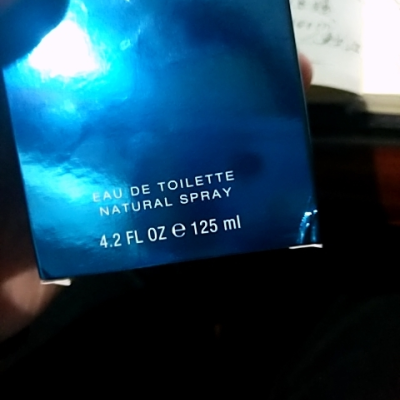 EAU DE TOILETTE
NATURAL SPRAY
4.2 FL OZ ℮ 125 ml